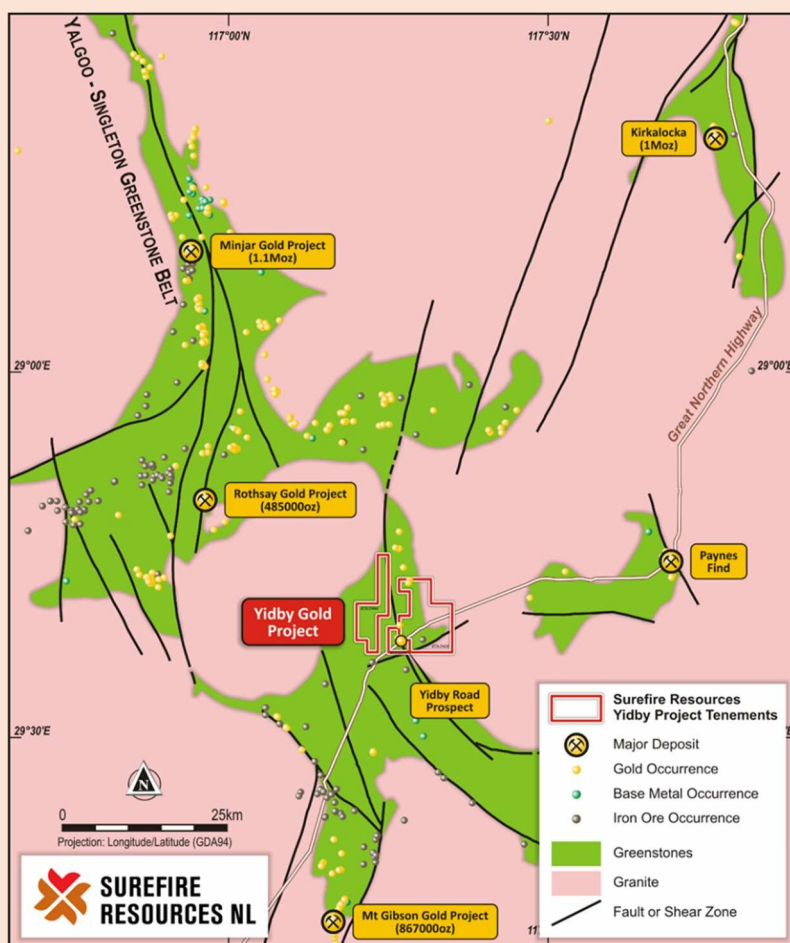 117°00'N
117°30'N
YALGOO - SINGLETON GREENSTONE BELT
Kirkalocka
(1Moz)
Minjar Gold Project
(1.1Moz)
Great Northern Highway
29°00'E
29°00'E
Rothsay Gold Project
(485000oz)
Paynes
Find
Yidby Gold
Project
Yidby Road
Prospect
29°30'
Surefire Resources
Yidby Project Tenements
Major Deposit
Gold Occurrence
Base Metal Occurrence
Iron Ore Occurrence
Greenstones
Granite
Fault or Shear Zone
N
0
25km
Projection: Longitude/Latitude (GDA94)
SUREFIRE
RESOURCES NL
Mt Gibson Gold Project
(867000oz)